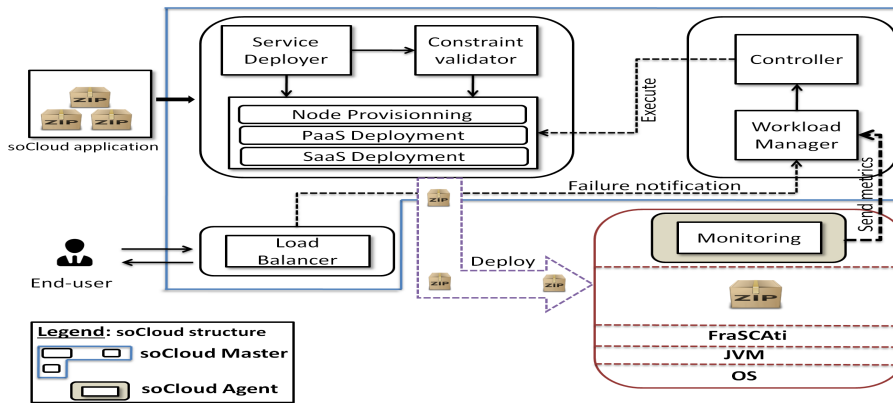 Service
Deployer
Constraint
validator
Controller
ZIP
ZIP ZIP
soCloud application
Node Provisionning
PaaS Deployment
SaaS Deployment
Execute
Workload
Manager
Failure notification
Send metrics
ZIP
Load
Balancer
End-user
Deploy
ZIP
ZIP
Monitoring
ZIP
FraSCAti
JVM
OS
Legend: soCloud structure
soCloud Master
soCloud Agent